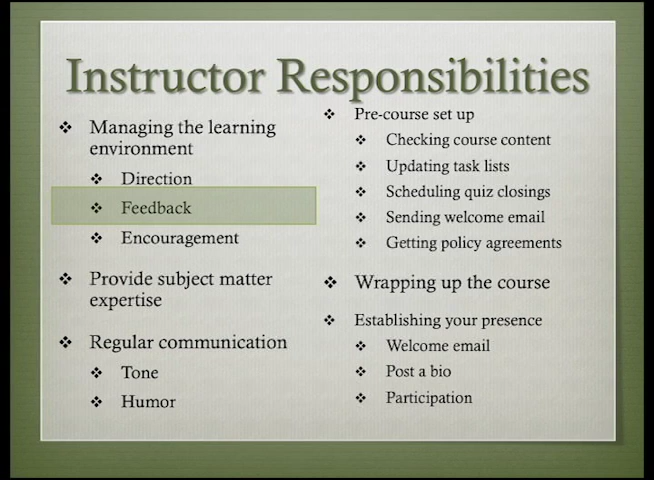 Instructor Responsibilities
❖ Managing the learning
environment
❖ Direction
❖ Feedback
❖ Encouragement
❖ Provide subject matter
expertise
❖ Regular communication
❖ Tone
❖ Humor
❖ Pre-course set up
❖ Checking course content
❖ Updating task lists
❖ Scheduling quiz closings
❖ Sending welcome email
❖ Getting policy agreements
❖ Wrapping up the course
❖ Establishing your presence
❖ Welcome email
❖ Post a bio
❖ Participation